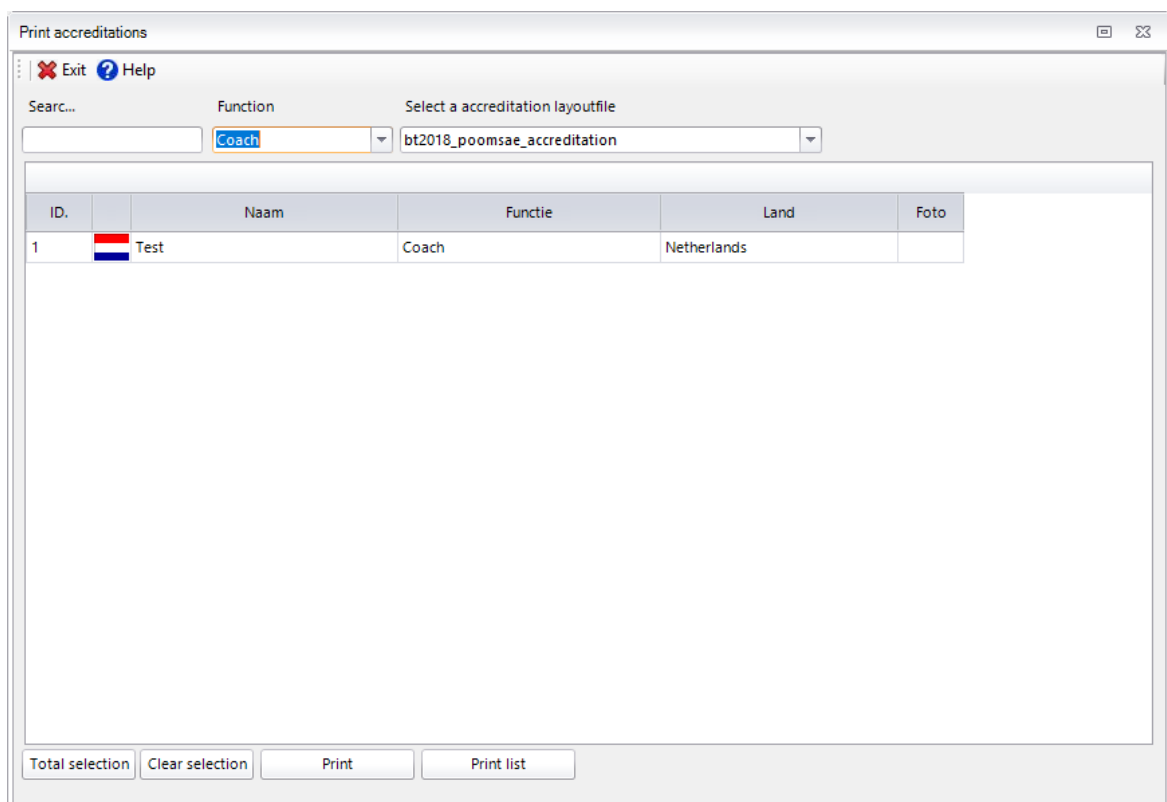 Print accreditations
Exit Help
Searc... Function Select a accreditation layoutfile
Coach bt2018_poomsae_accreditation
ID. Naam Functie Land Foto
1 Test Coach Netherlands
Total selection Clear selection Print Print list